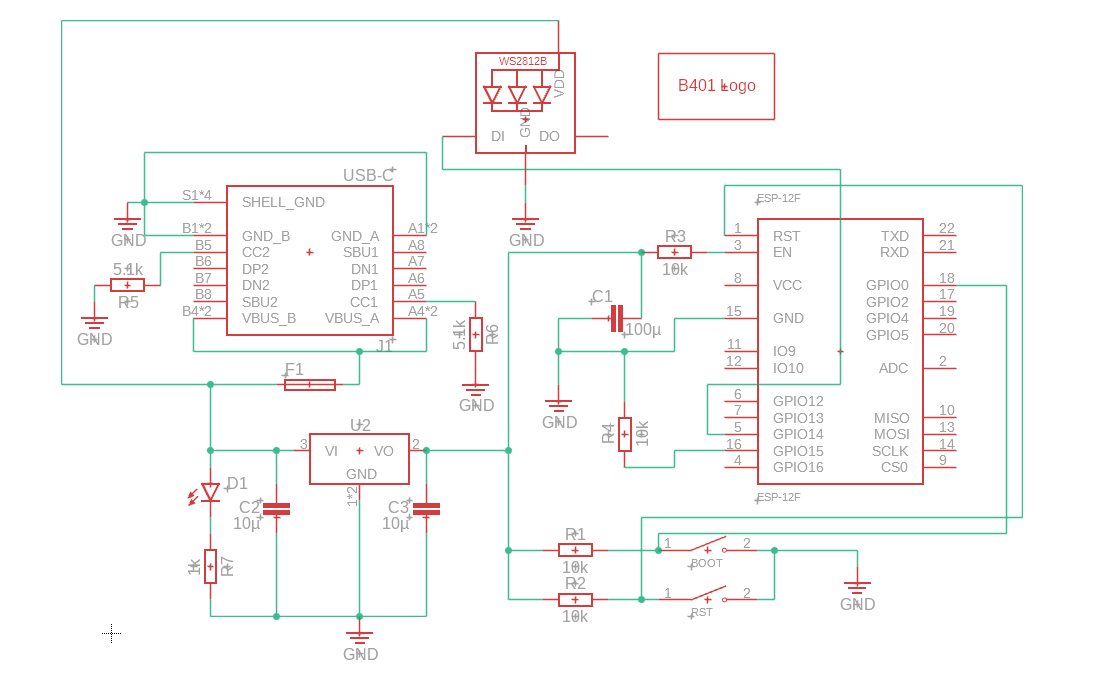 WS2812B
VDD
GND
DI
DO
B401 Logo
GND
USB-C
S1*4
SHELL_GND
B1*2
GND_B
GND_A
A1*2
B5
CC2
SBU1
A8
B6
DP2
DN1
A7
B7
DN2
DP1
A6
B8
SBU2
CC1
A5
B4*2
VBUS_B
VBUS_A
A4*2
J1
GND
5.1k
R5
GND
5.1k
R6
GND
F1
R3
10k
C1
100µ
GND
R4
10k
ESP-12F
1
RST
TXD
22
3
EN
RXD
21
8
VCC
GPIO0
18
GPIO2
17
15
GND
GPIO4
19
GPIO5
20
11
IO9
12
IO10
ADC
2
6
GPIO12
7
GPIO13
MISO
10
5
GPIO14
MOSI
13
16
GPIO15
SCLK
14
4
GPIO16
CS0
9
ESP-12F
U2
3
VI
VO
2
GND
1*2
D1
C2
10µ
C3
10µ
1k
R7
GND
R1
10k
1
2
BOOT
R2
10k
1
2
RST
GND